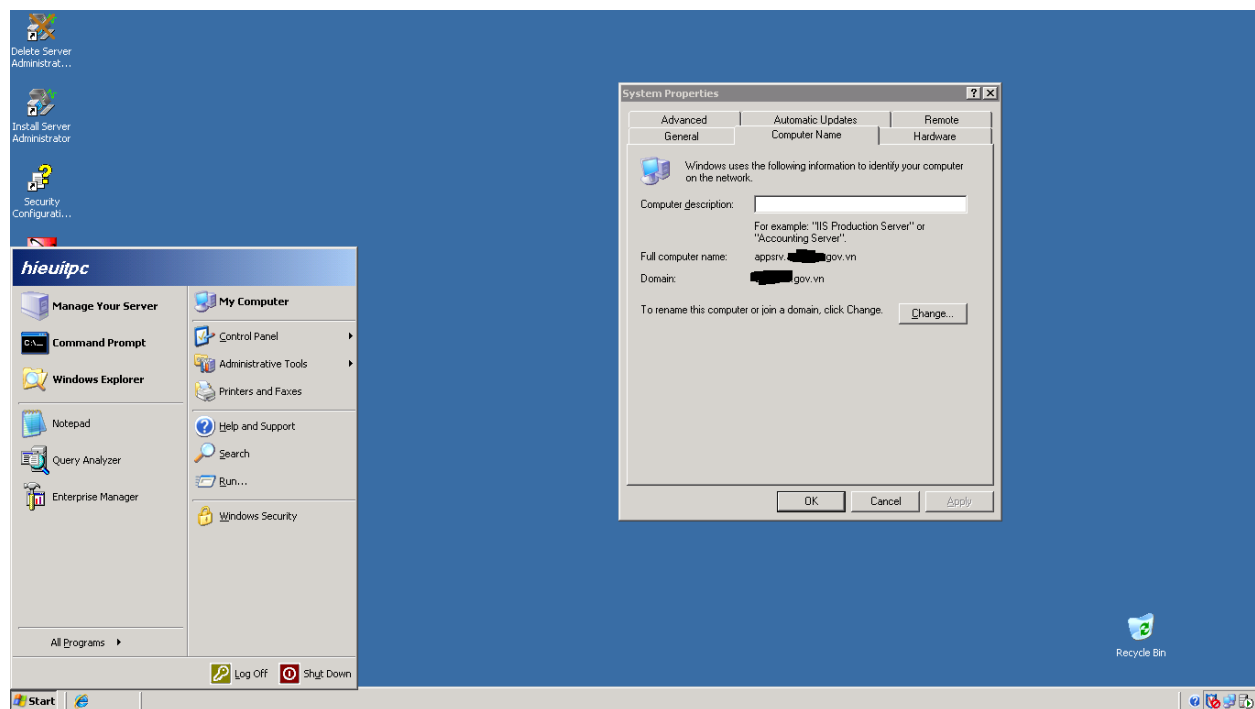 Delete Server
Administrat...
Install Server
Administrator
Security
Configurati...
hieuitpc
Manage Your Server
Command Prompt
Windows Explorer
Notepad
Query Analyzer
Enterprise Manager
All Programs
My Computer
Control Panel
Administrative Tools
Printers and Faxes
Help and Support
Search
Run...
Windows Security
Log Off
Shut Down
Start
System Properties
Advanced
Automatic Updates
Remote
General
Computer Name
Hardware
Windows uses the following information to identify your computer
on the network.
Computer description:
For example: "IIS Production Server" or
"Accounting Server".
Full computer name:
appsrv.
gov.vn
Domain:
gov.vn
To rename this computer or join a domain, click Change.
Change...
OK
Cancel
Apply
Recycle Bin